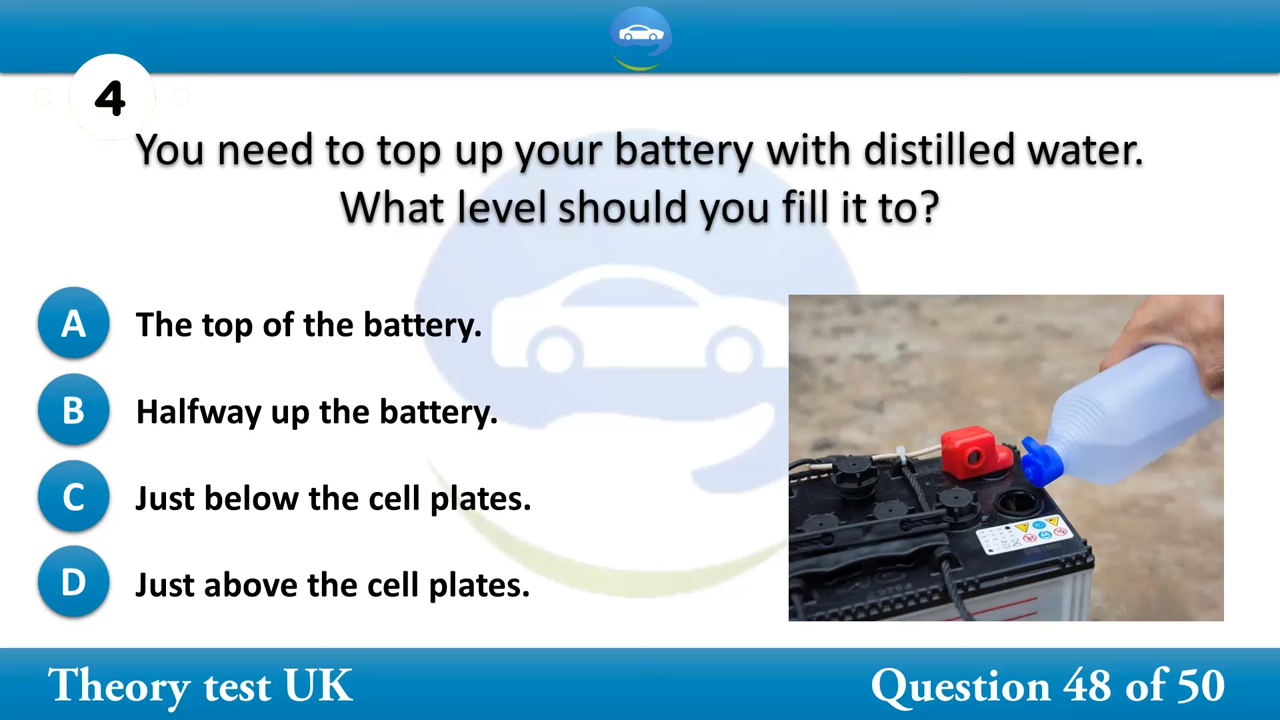 4
You need to top up your battery with distilled water.
What level should you fill it to?
A The top of the battery.
B Halfway up the battery.
C Just below the cell plates.
D Just above the cell plates.
Theory test UK
Question 48 of 50